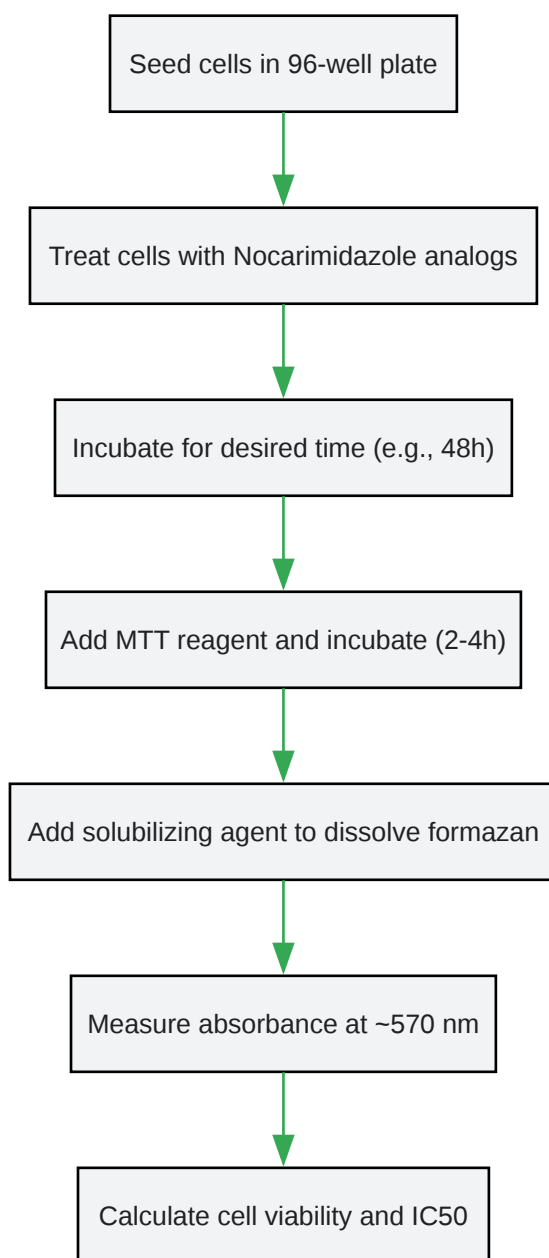 Seed cells in 96-well plate
Treat cells with Nocarimidazole analogs
Incubate for desired time (e.g., 48h)
Add MTT reagent and incubate (2-4h)
Add solubilizing agent to dissolve formazan
Measure absorbance at ~570 nm
Calculate cell viability and IC50